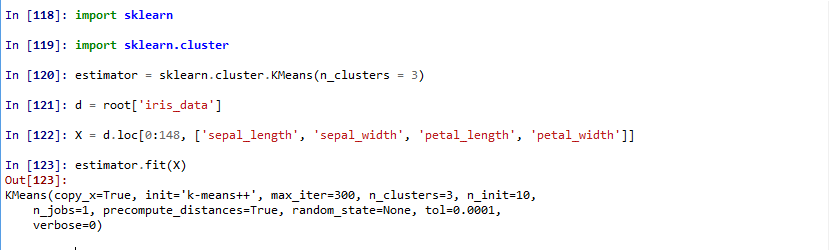 In [118]: import sklearn
In [119]: import sklearn.cluster
In [120]: estimator = sklearn.cluster.KMeans(n_clusters = 3)
In [121]: d = root['iris_data']
In [122]: X = d.loc[0:148, ['sepal_length', 'sepal_width', 'petal_length', 'petal_width']]
In [123]: estimator.fit(X)
Out[123]:
KMeans(copy_x=True, init='k-means++', max_iter=300, n_clusters=3, n_init=10,
    n_jobs=1, precompute_distances=True, random_state=None, tol=0.0001,
    verbose=0)